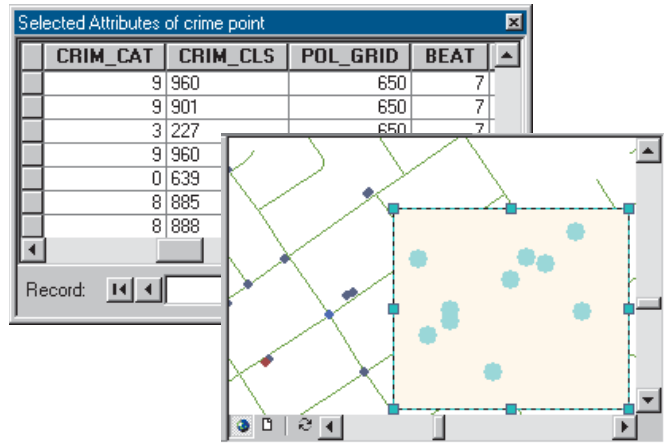 Selected Attributes of crime point
CRIM_CAT CRIM_CLS POL_GRID BEAT
9 960 650 7
9 901 650 7
3 227 650 7
9 960
0 639
8 885
8 888
Record: